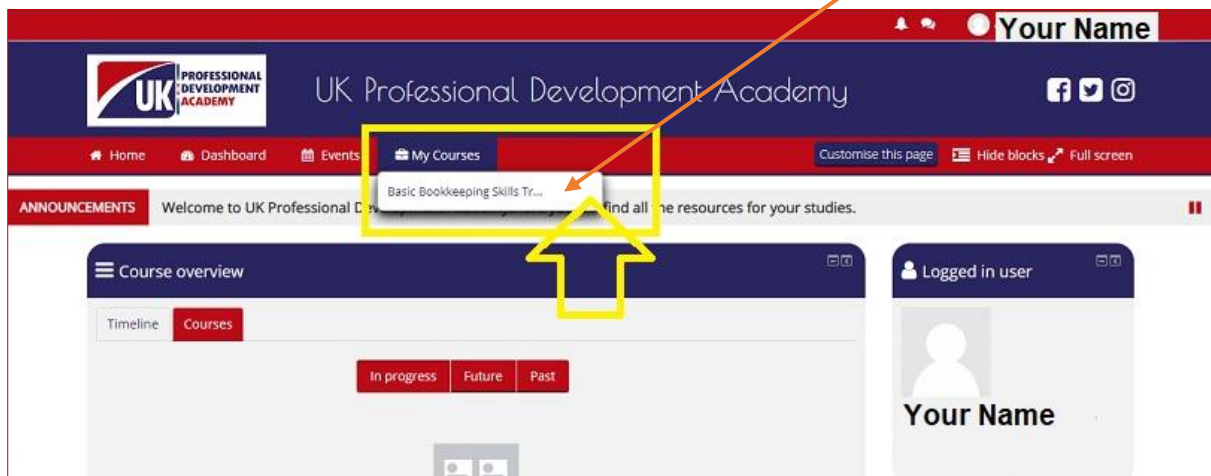 Your Name
UK PROFESSIONAL
DEVELOPMENT
ACADEMY
UK Professional Development Academy
Home Dashboard Events My Courses Customise this page Hide blocks Full screen
Basic Bookkeeping Skills Tr...
ANNOUNCEMENTS Welcome to UK Professional find all the resources for your studies.
Course overview
Logged in user
Timeline Courses
In progress Future Past
Your Name